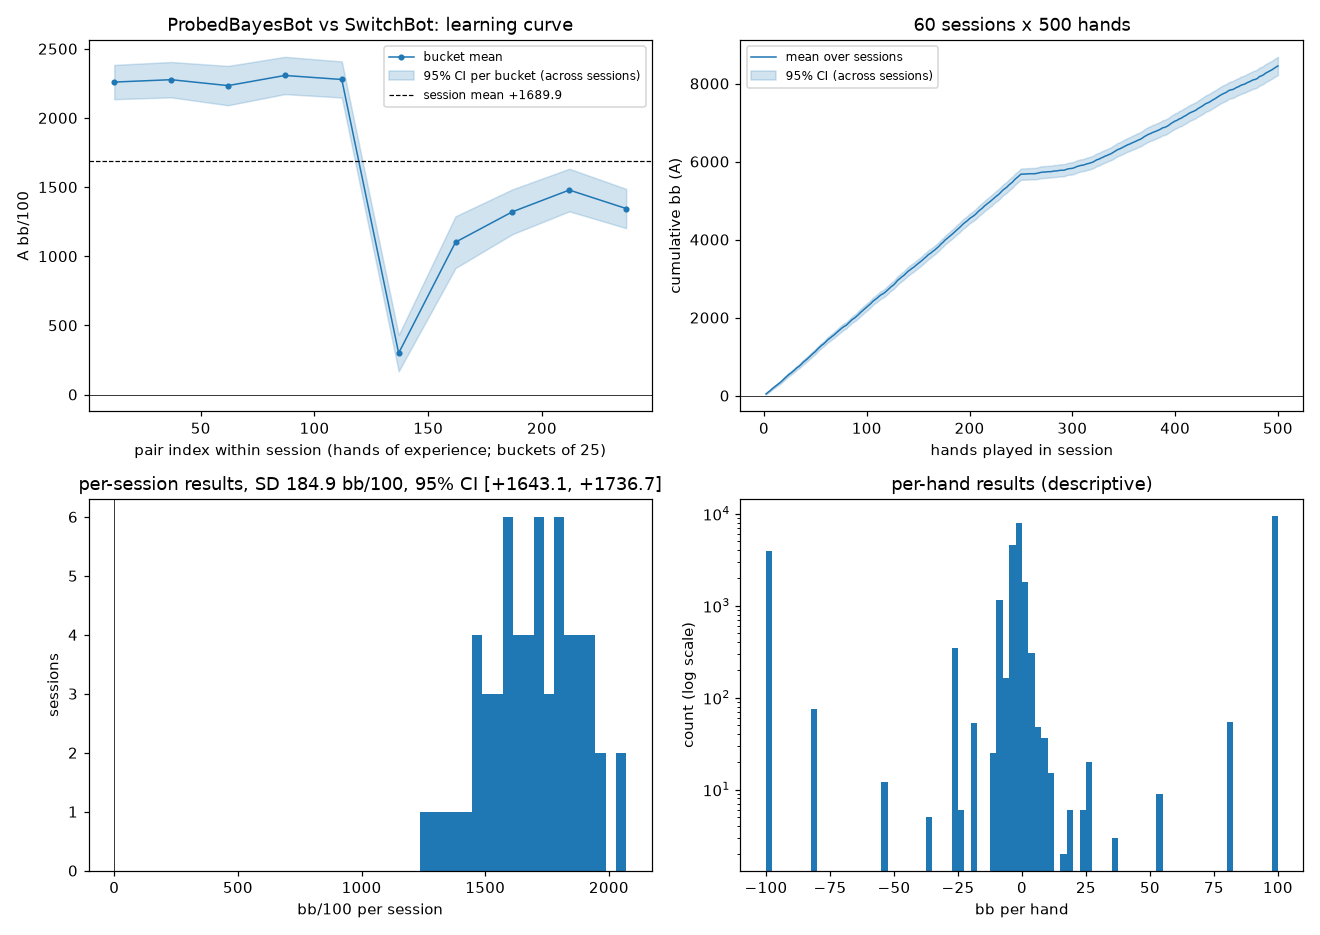 ProbedBayesBot vs SwitchBot: learning curve
A bb/100
2500
2000
1500
1000
500
0
bucket mean
95% CI per bucket (across sessions)
session mean +1689.9
50 100 150 200
pair index within session (hands of experience; buckets of 25)
60 sessions x 500 hands
cumulative bb (A)
8000
6000
4000
2000
0
mean over sessions
95% CI (across sessions)
0 100 200 300 400 500
hands played in session
per-session results, SD 184.9 bb/100, 95% CI [+1643.1, +1736.7]
sessions
6
5
4
3
2
1
0
0 500 1000 1500 2000
bb/100 per session
per-hand results (descriptive)
count (log scale)
10⁴
10³
10²
10¹
−100 −75 −50 −25 0 25 50 75 100
bb per hand